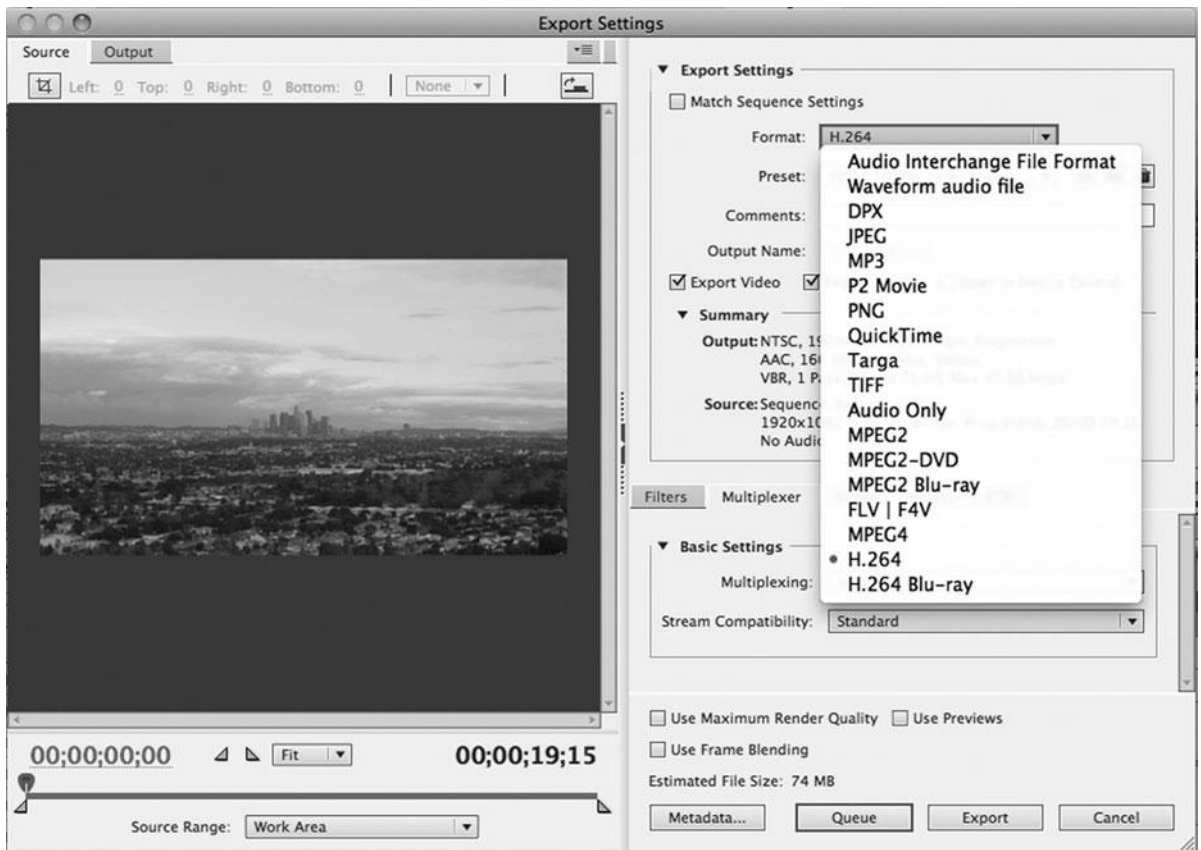 Export Settings
Source Output
Left: 0 Top: 0 Right: 0 Bottom: 0 None
00;00;00;00 Fit 00;00;19;15
Source Range: Work Area
Export Settings
Match Sequence Settings
Format: H.264
Preset:
Comments:
Output Name:
Export Video
Summary
Output: NTSC,
AAC,
VBR, 1
Source: Sequence
No
Audio Interchange File Format
Waveform audio file
DPX
JPEG
MP3
P2 Movie
PNG
QuickTime
Targa
TIFF
Audio Only
MPEG2
MPEG2-DVD
MPEG2 Blu-ray
FLV | F4V
MPEG4
H.264
H.264 Blu-ray
Filters Multiplexer
Basic Settings
Multiplexing:
Stream Compatibility: Standard
Use Maximum Render Quality Use Previews
Use Frame Blending
Estimated File Size: 74 MB
Metadata... Queue Export Cancel